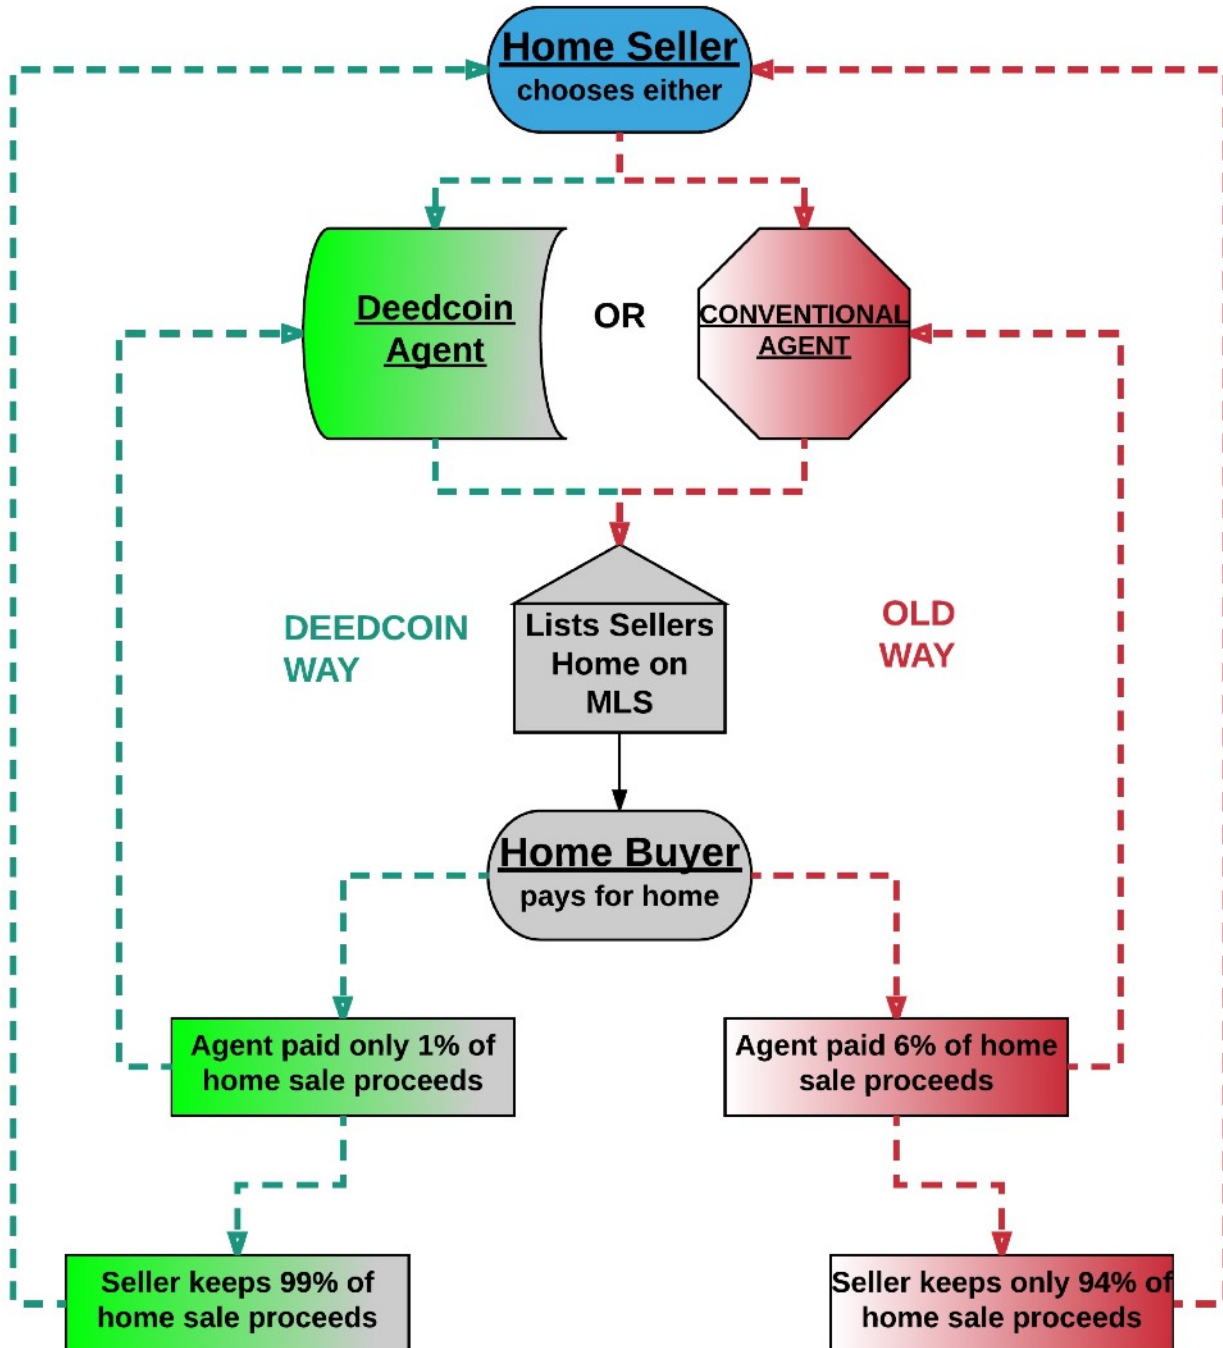 Home Seller
chooses either
Deedcoin
Agent
OR
CONVENTIONAL
AGENT
DEEDCOIN
WAY
Lists Sellers
Home on
MLS
OLD
WAY
Home Buyer
pays for home
Agent paid only 1% of
home sale proceeds
Agent paid 6% of home
sale proceeds
Seller keeps 99% of
home sale proceeds
Seller keeps only 94% of
home sale proceeds